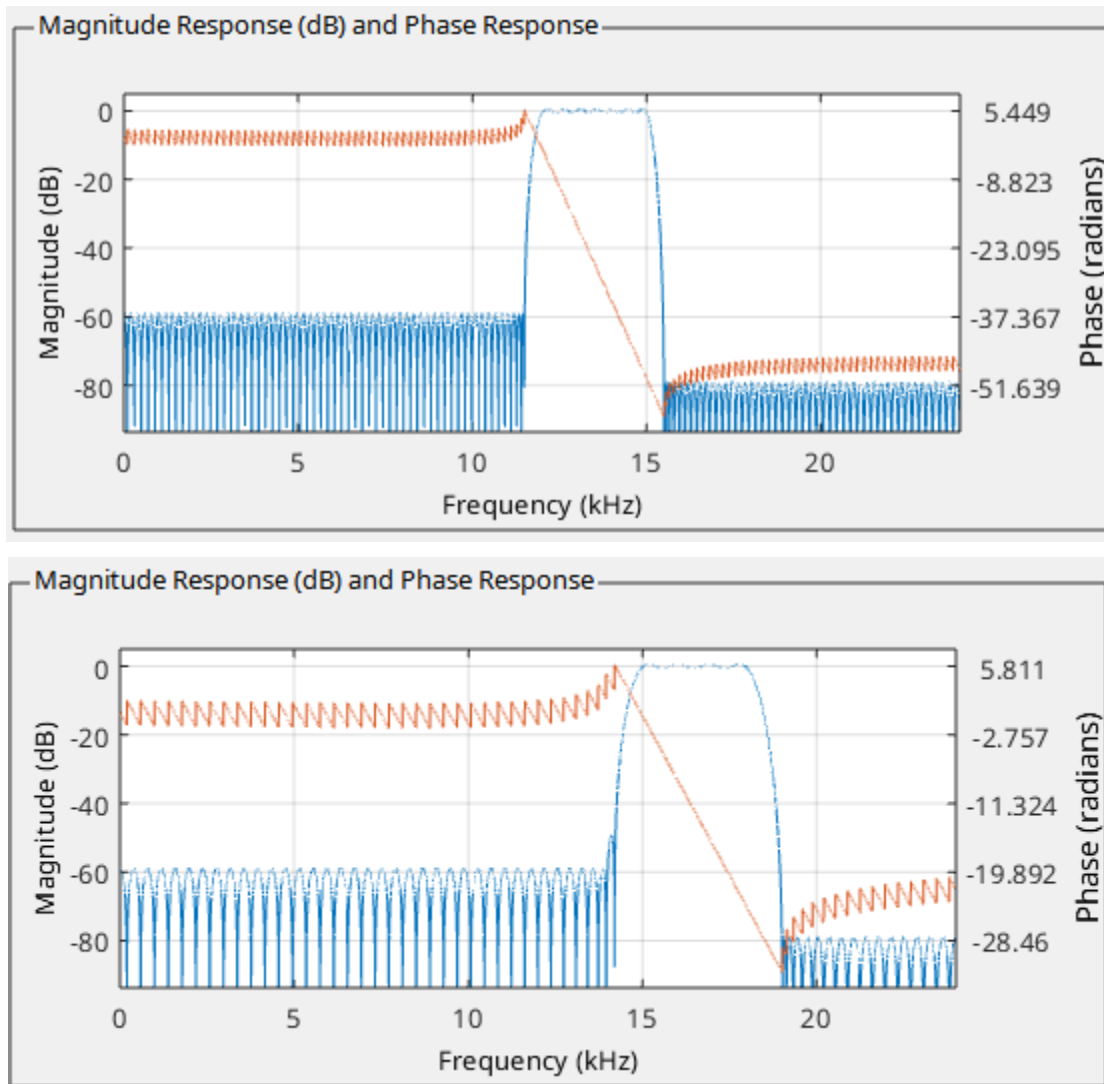 Magnitude Response (dB) and Phase Response
Magnitude (dB)
0
-20
-40
-60
-80
5.449
-8.823
-23.095
-37.367
-51.639
Phase (radians)
0 5 10 15 20
Frequency (kHz)
Magnitude Response (dB) and Phase Response
Magnitude (dB)
0
-20
-40
-60
-80
5.811
-2.757
-11.324
-19.892
-28.46
Phase (radians)
0 5 10 15 20
Frequency (kHz)